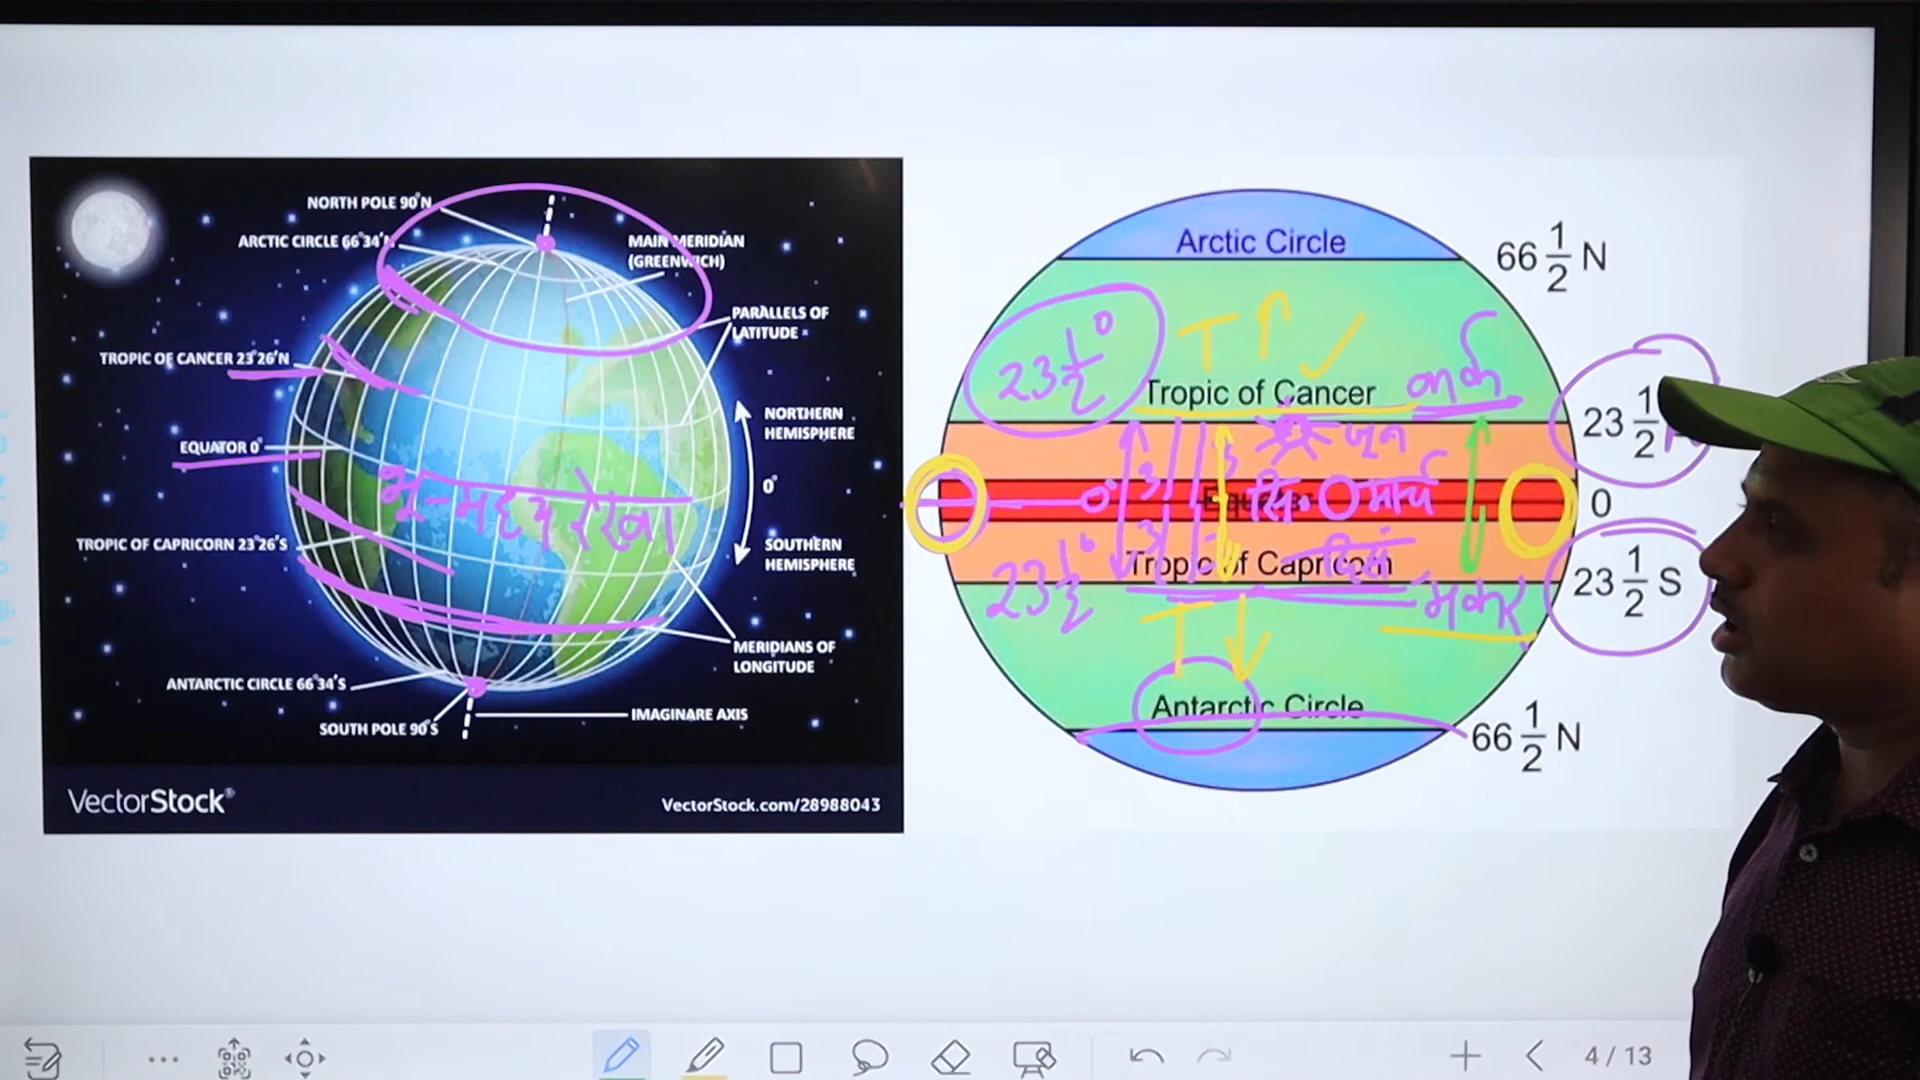 NORTH POLE 90°N
ARCTIC CIRCLE 66°34'N
MAIN MERIDIAN
(GREENWICH)
PARALLELS OF
LATITUDE
TROPIC OF CANCER 23°26'N
NORTHERN
HEMISPHERE
EQUATOR 0°
0°
भू-मध्य रेखा
TROPIC OF CAPRICORN 23°26'S
SOUTHERN
HEMISPHERE
MERIDIANS OF
LONGITUDE
ANTARCTIC CIRCLE 66°34'S
IMAGINARE AXIS
SOUTH POLE 90°S
VectorStock®
VectorStock.com/28988043
Arctic Circle
66 1/2 N
23 1/2°
T
Tropic of Cancer कर्क
23 1/2
जून
0° सित. मार्च
0
23 1/2°
Tropic of Capricorn
मकर
23 1/2 S
T
Antarctic Circle
66 1/2 N
4 / 13